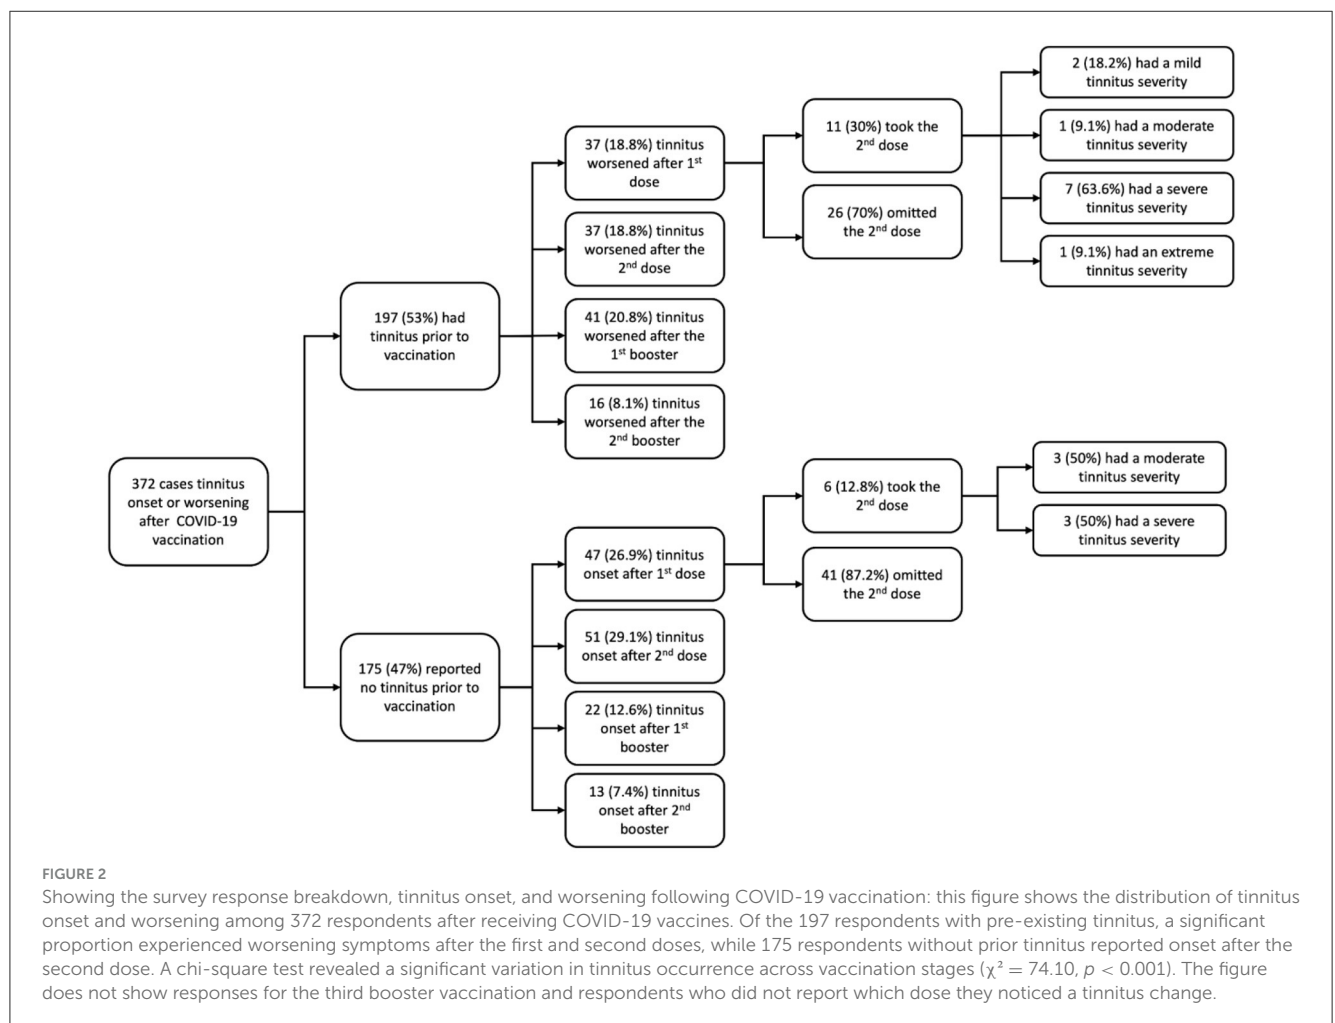 372 cases tinnitus
onset or worsening
after COVID-19
vaccination
197 (53%) had
tinnitus prior to
vaccination
37 (18.8%) tinnitus
worsened after 1st
dose
11 (30%) took the
2nd dose
2 (18.2%) had a mild
tinnitus severity
1 (9.1%) had a moderate
tinnitus severity
7 (63.6%) had a severe
tinnitus severity
1 (9.1%) had an extreme
tinnitus severity
26 (70%) omitted
the 2nd dose
37 (18.8%) tinnitus
worsened after the
2nd dose
41 (20.8%) tinnitus
worsened after the
1st booster
16 (8.1%) tinnitus
worsened after the
2nd booster
175 (47%) reported
no tinnitus prior to
vaccination
47 (26.9%) tinnitus
onset after 1st dose
6 (12.8%) took the
2nd dose
3 (50%) had a moderate
tinnitus severity
3 (50%) had a severe
tinnitus severity
41 (87.2%) omitted
the 2nd dose
51 (29.1%) tinnitus
onset after 2nd dose
22 (12.6%) tinnitus
onset after 1st
booster
13 (7.4%) tinnitus
onset after 2nd
booster
FIGURE 2
Showing the survey response breakdown, tinnitus onset, and worsening following COVID-19 vaccination: this figure shows the distribution of tinnitus
onset and worsening among 372 respondents after receiving COVID-19 vaccines. Of the 197 respondents with pre-existing tinnitus, a significant
proportion experienced worsening symptoms after the first and second doses, while 175 respondents without prior tinnitus reported onset after the
second dose. A chi-square test revealed a significant variation in tinnitus occurrence across vaccination stages (χ² = 74.10, p < 0.001). The figure
does not show responses for the third booster vaccination and respondents who did not report which dose they noticed a tinnitus change.